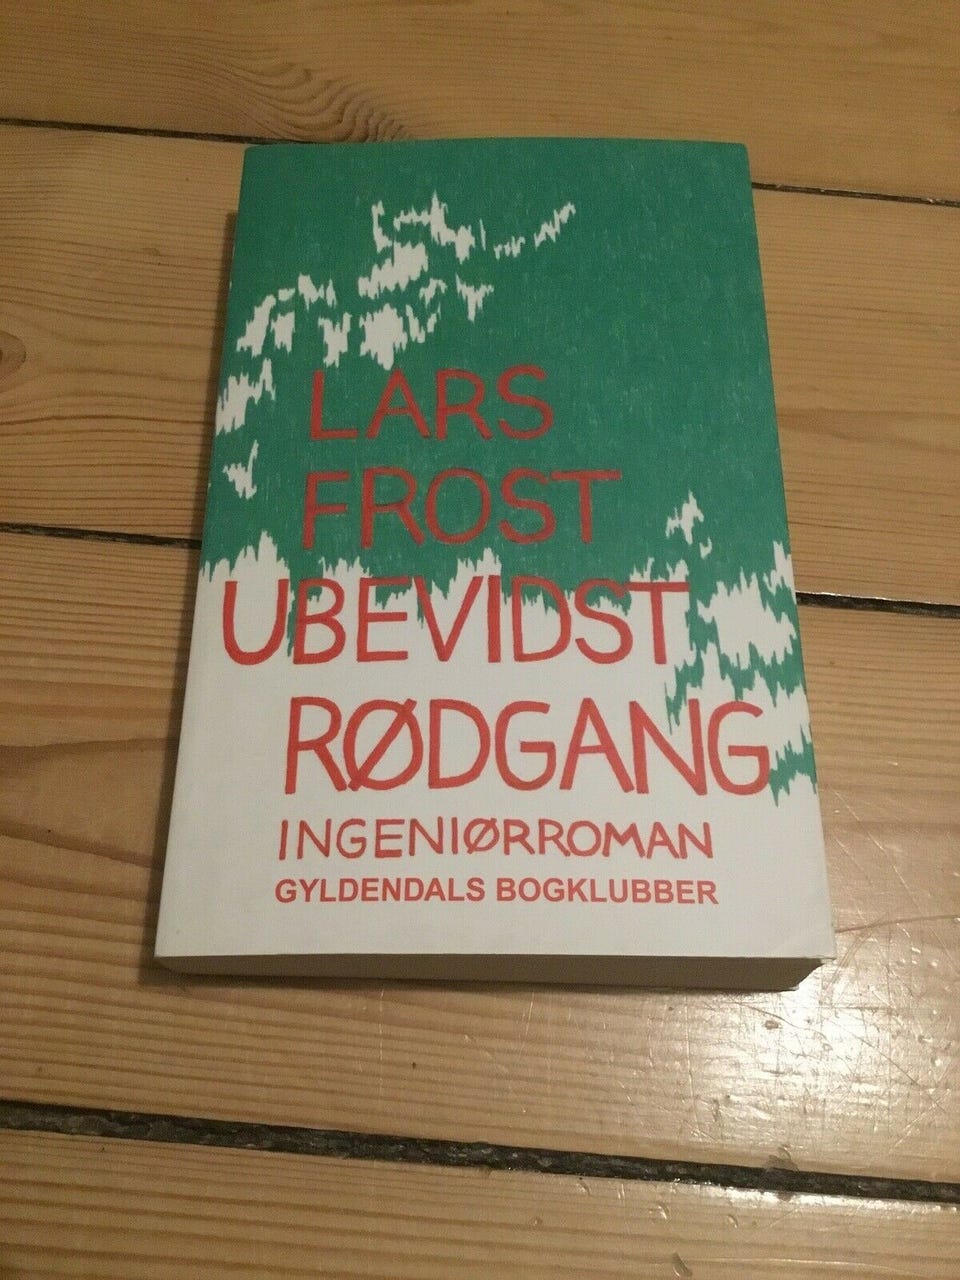 LARS
FROST
UBEVIDST
RØDGANG
INGENIØRROMAN
GYLDENDALS BOGKLUBBER